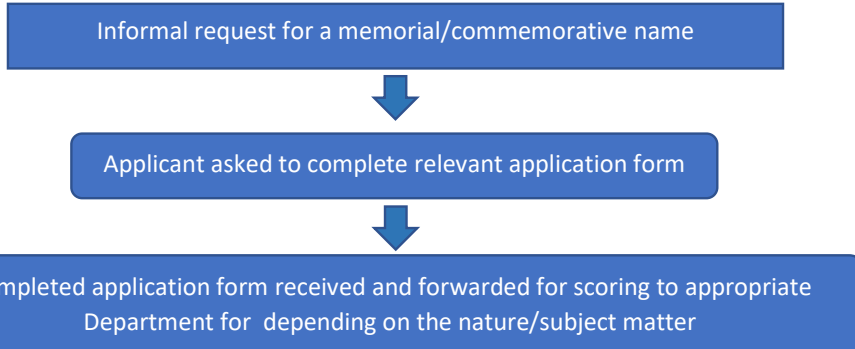 Informal request for a memorial/commemorative name
Applicant asked to complete relevant application form
mpleted application form received and forwarded for scoring to appropriate
Department for depending on the nature/subject matter